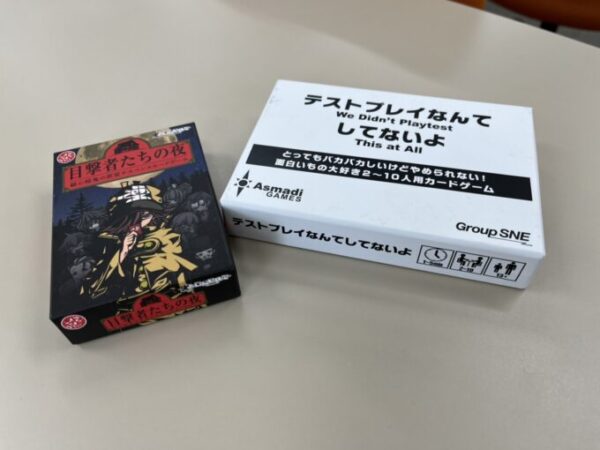 目撃者たちの夜
目撃者たちの夜
テストプレイなんて
We Didn't Playtest
してないよ
This at All
とってもバカバカしいけどやめられない!
面白いもの大好き2~10人用カードゲーム
Asmadi
GAMES
Group SNE
テストプレイなんてしてないよ
2-10